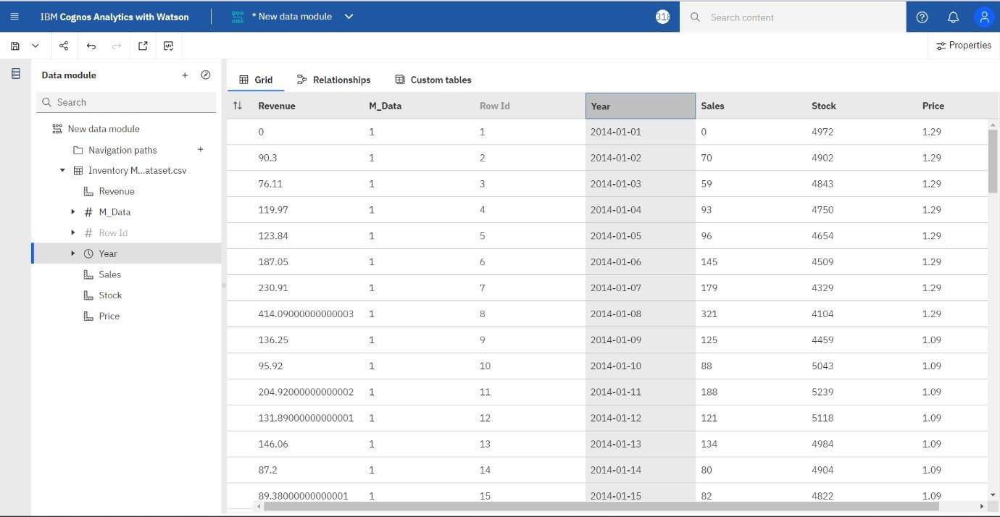 IBM Cognos Analytics with Watson
* New data module
Search content
Properties
Data module
Search
New data module
Navigation paths
Inventory M...ataset.csv
Revenue
# M_Data
# Row Id
Year
Sales
Stock
Price
Grid Relationships Custom tables
Revenue M_Data Row Id Year Sales Stock Price
0 1 1 2014-01-01 0 4972 1.29
90.3 1 2 2014-01-02 70 4902 1.29
76.11 1 3 2014-01-03 59 4843 1.29
119.97 1 4 2014-01-04 93 4750 1.29
123.84 1 5 2014-01-05 96 4654 1.29
187.05 1 6 2014-01-06 145 4509 1.29
230.91 1 7 2014-01-07 179 4329 1.29
414.09000000000003 1 8 2014-01-08 321 4104 1.29
136.25 1 9 2014-01-09 125 4459 1.09
95.92 1 10 2014-01-10 88 5043 1.09
204.92000000000002 1 11 2014-01-11 188 5239 1.09
131.89000000000001 1 12 2014-01-12 121 5118 1.09
146.06 1 13 2014-01-13 134 4984 1.09
87.2 1 14 2014-01-14 80 4904 1.09
89.38000000000001 1 15 2014-01-15 82 4822 1.09